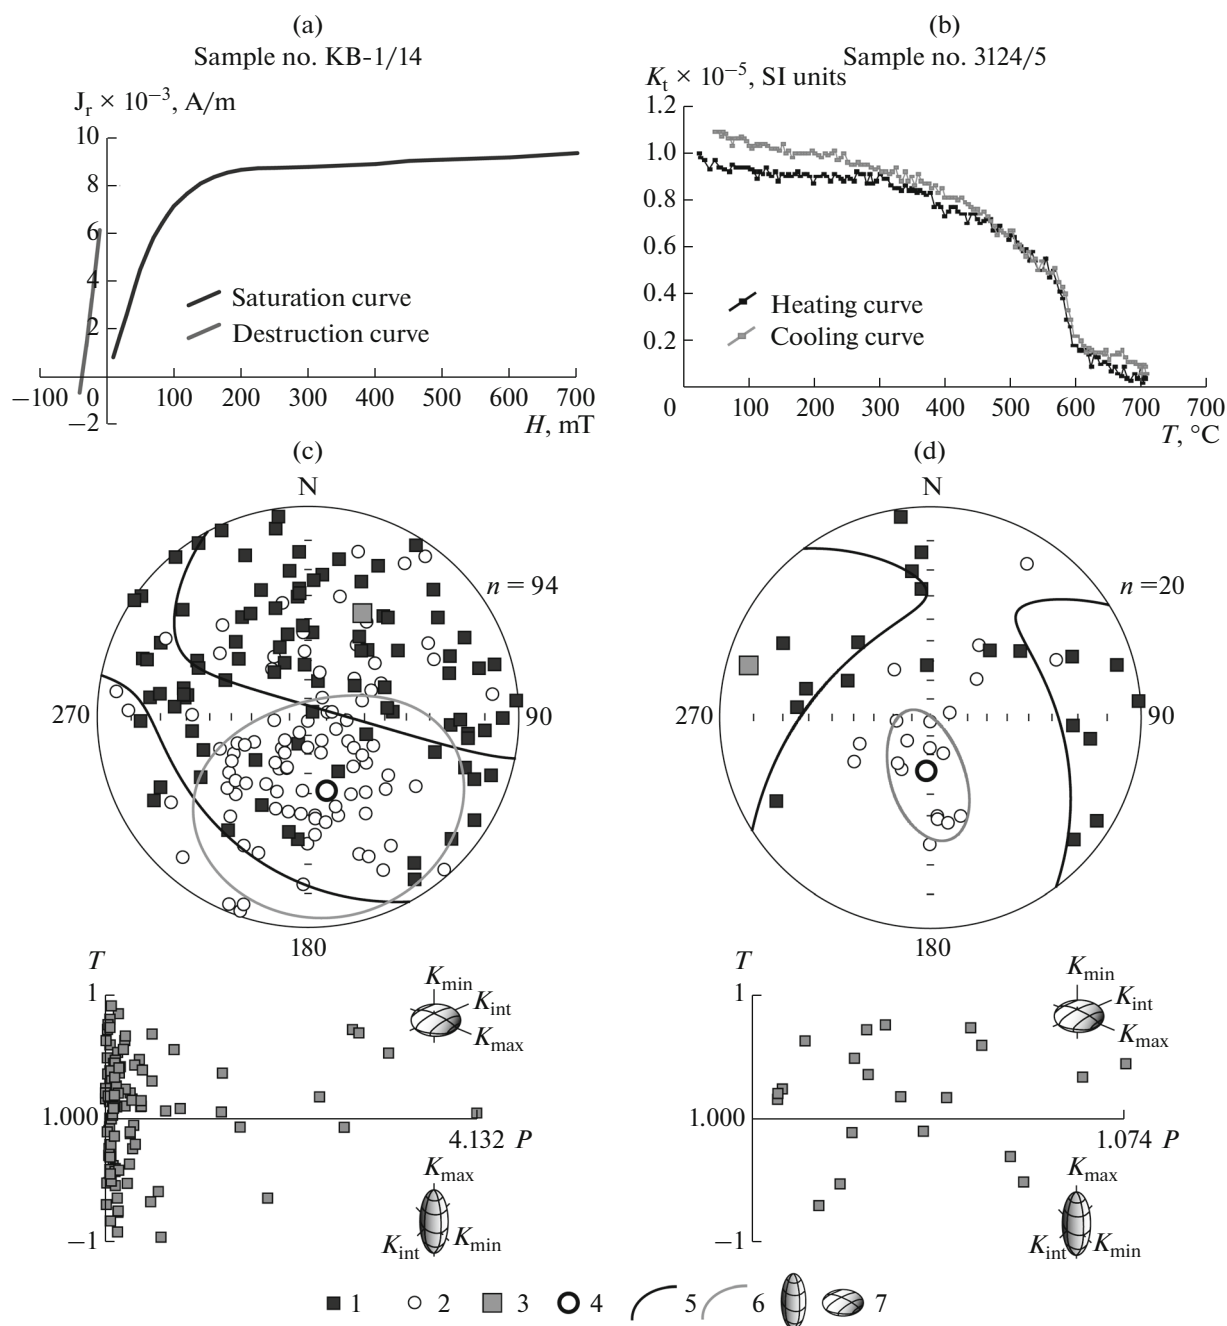 (a)
Sample no. KB-1/14
J_r × 10^−3, A/m
10
8
6
4
2
−100
0
100
200
300
400
500
600
700
−2
H, mT
Saturation curve
Destruction curve
(b)
Sample no. 3124/5
K_t × 10^−5, SI units
1.2
1.0
0.8
0.6
0.4
0.2
0
100
200
300
400
500
600
700
700
T, °C
Heating curve
Cooling curve
(c)
N
n = 94
270
90
180
(d)
N
n = 20
270
90
180
T
1
1.000
−1
4.132 P
K_min
K_int
K_max
K_max
K_int
K_min
T
1
1.000
−1
1.074 P
K_min
K_int
K_max
K_max
K_int
K_min
1 2 3 4 5 6 7